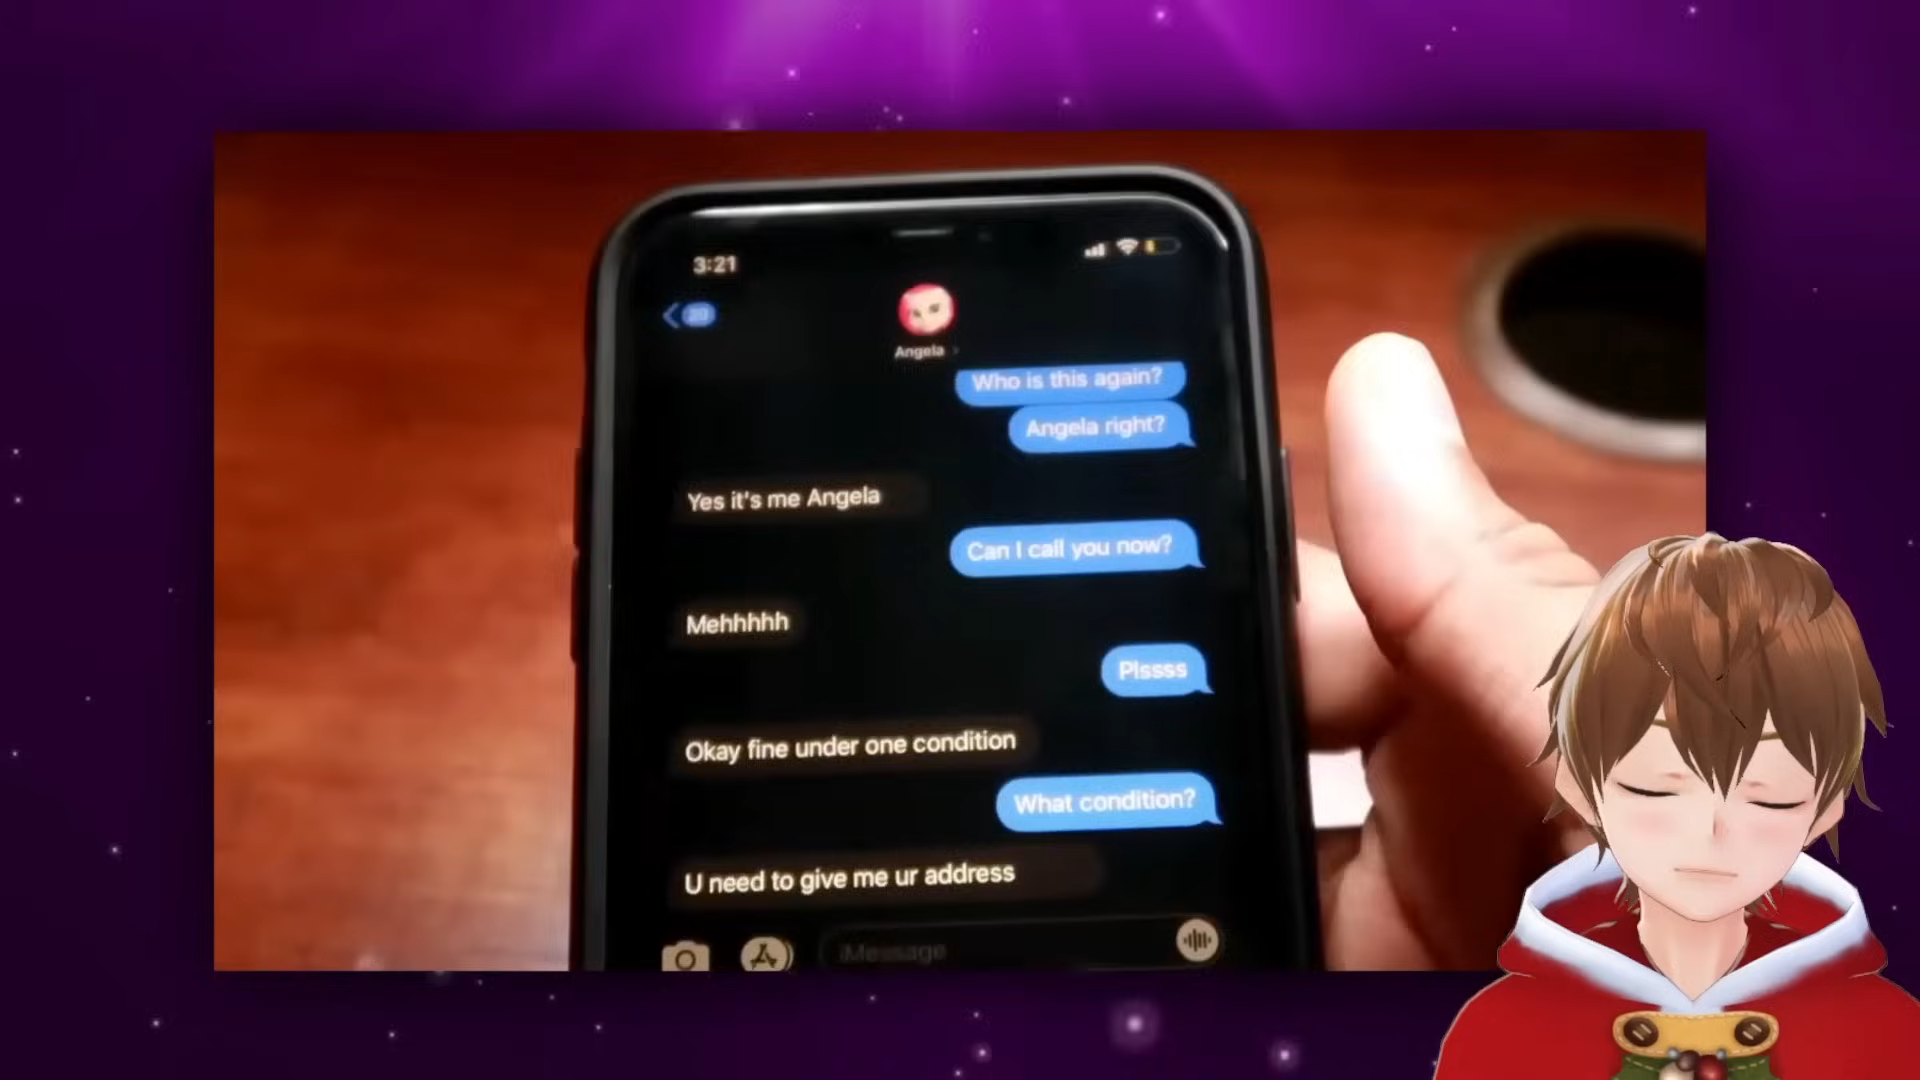 3:21
Angela
Who is this again?
Angela right?
Yes it's me Angela
Can I call you now?
Mehhhhh
Plssss
Okay fine under one condition
What condition?
U need to give me ur address
iMessage